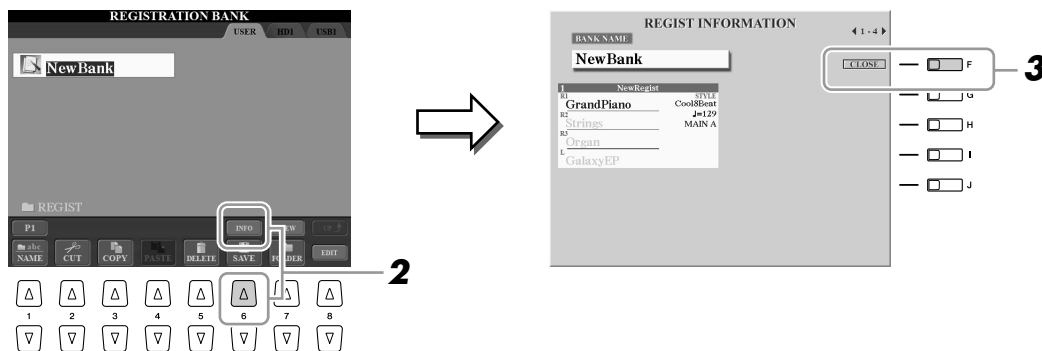 REGISTRATION BANK
USER HD1 USB1
NewBank
REGIST
P1 INFO
abc
NAME CUT COPY PASTE DELETE SAVE EDIT
1 2 3 4 5 6 7 8
2
REGIST INFORMATION
1 - 4
BANK NAME
NewBank
CLOSE
F
3
G
H
I
J
1 NewRegist
R1 STYLE
GrandPiano Cool8Beat
R2 ♩=129
Strings MAIN A
R3
Organ
L
GalaxyEP